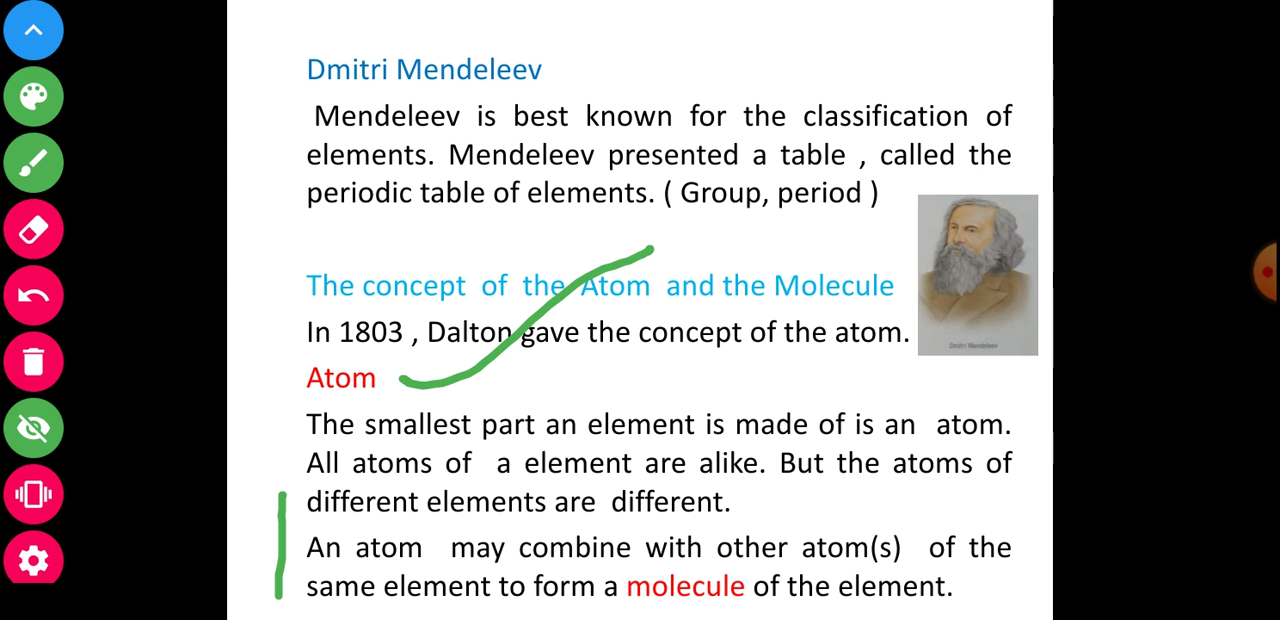 Dmitri Mendeleev
Mendeleev is best known for the classification of
elements. Mendeleev presented a table , called the
periodic table of elements. ( Group, period )
The concept of the Atom and the Molecule
In 1803 , Dalton gave the concept of the atom.
Dmitri Mendeleev
Atom
The smallest part an element is made of is an atom.
All atoms of a element are alike. But the atoms of
different elements are different.
An atom may combine with other atom(s) of the
same element to form a molecule of the element.